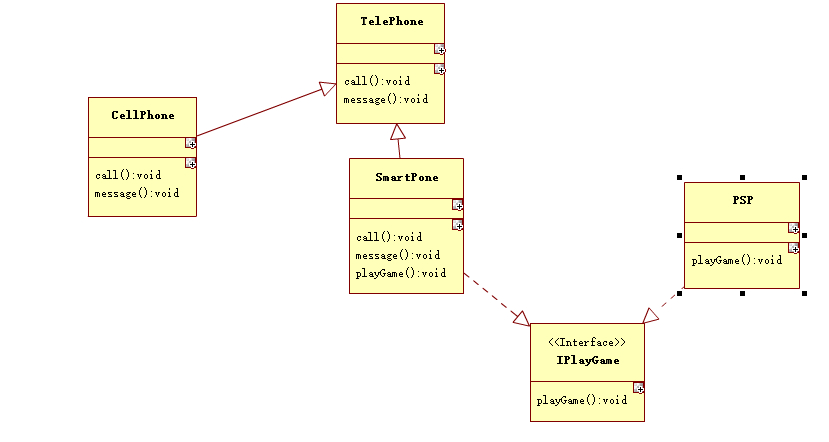 TelePhone
call():void
message():void
CellPhone
call():void
message():void
SmartPone
call():void
message():void
playGame():void
PSP
playGame():void
<<Interface>>
IPlayGame
playGame():void